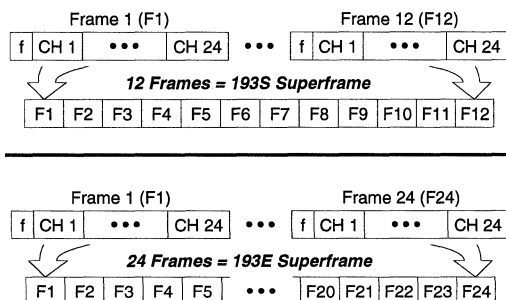 Frame 1 (F1) Frame 12 (F12)
f CH 1 ••• CH 24 ••• f CH 1 ••• CH 24
12 Frames = 193S Superframe
F1 F2 F3 F4 F5 F6 F7 F8 F9 F10 F11 F12
Frame 1 (F1) Frame 24 (F24)
f CH 1 ••• CH 24 ••• f CH 1 ••• CH 24
24 Frames = 193E Superframe
F1 F2 F3 F4 F5 ••• F20 F21 F22 F23 F24